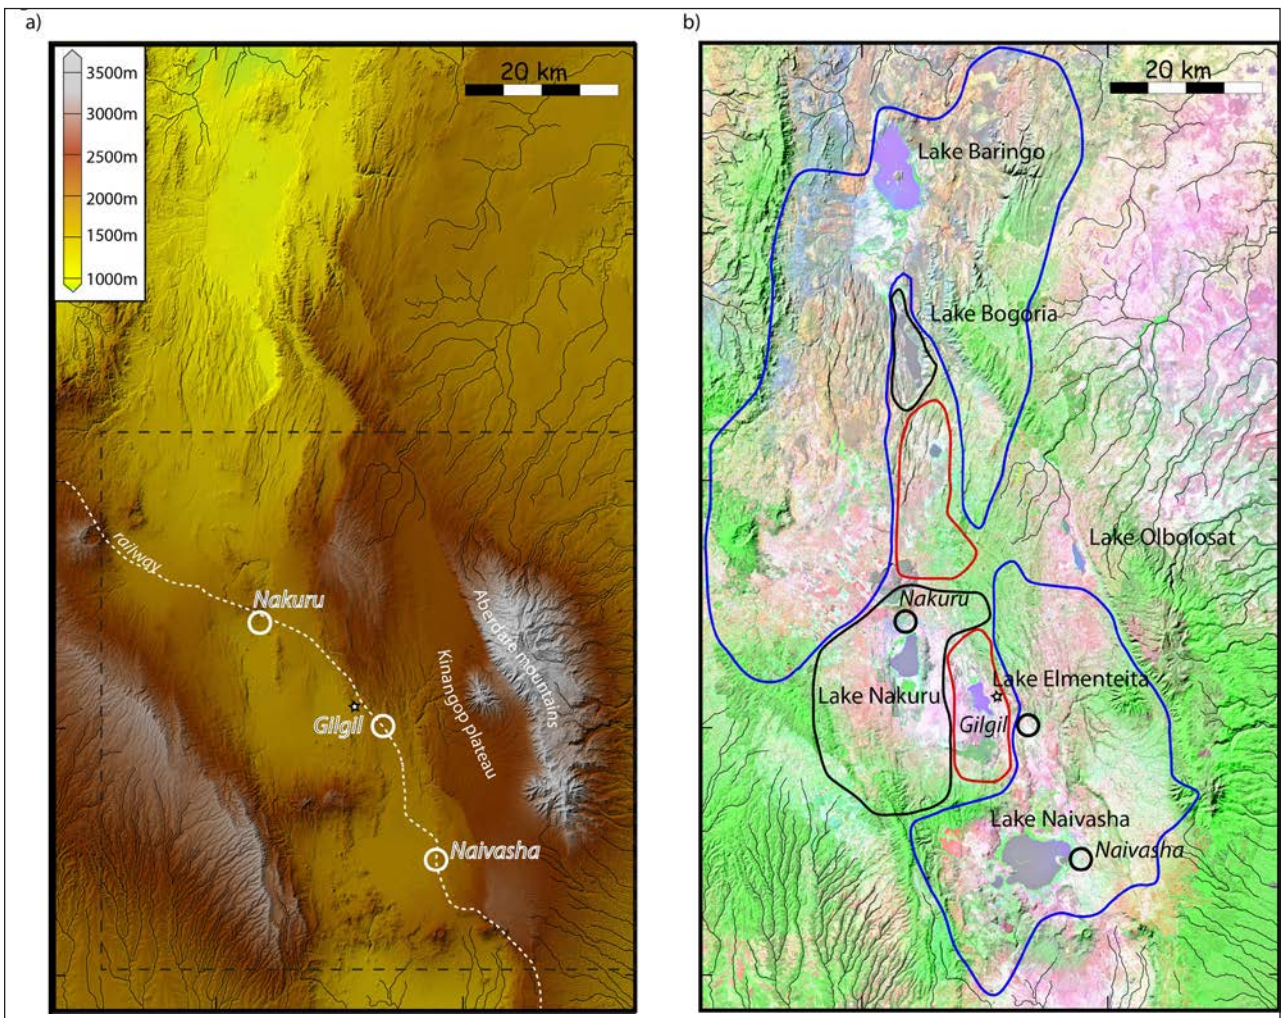 a)
3500m
3000m
2500m
2000m
1500m
1000m
20 km
railway
Nakuru
Gilgil
Naivasha
Aberdare mountains
Kinangop plateau
b)
20 km
Lake Baringo
Lake Bogoria
Lake Olbolosat
Nakuru
Lake Nakuru
Lake Elmenteita
Gilgil
Lake Naivasha
Naivasha